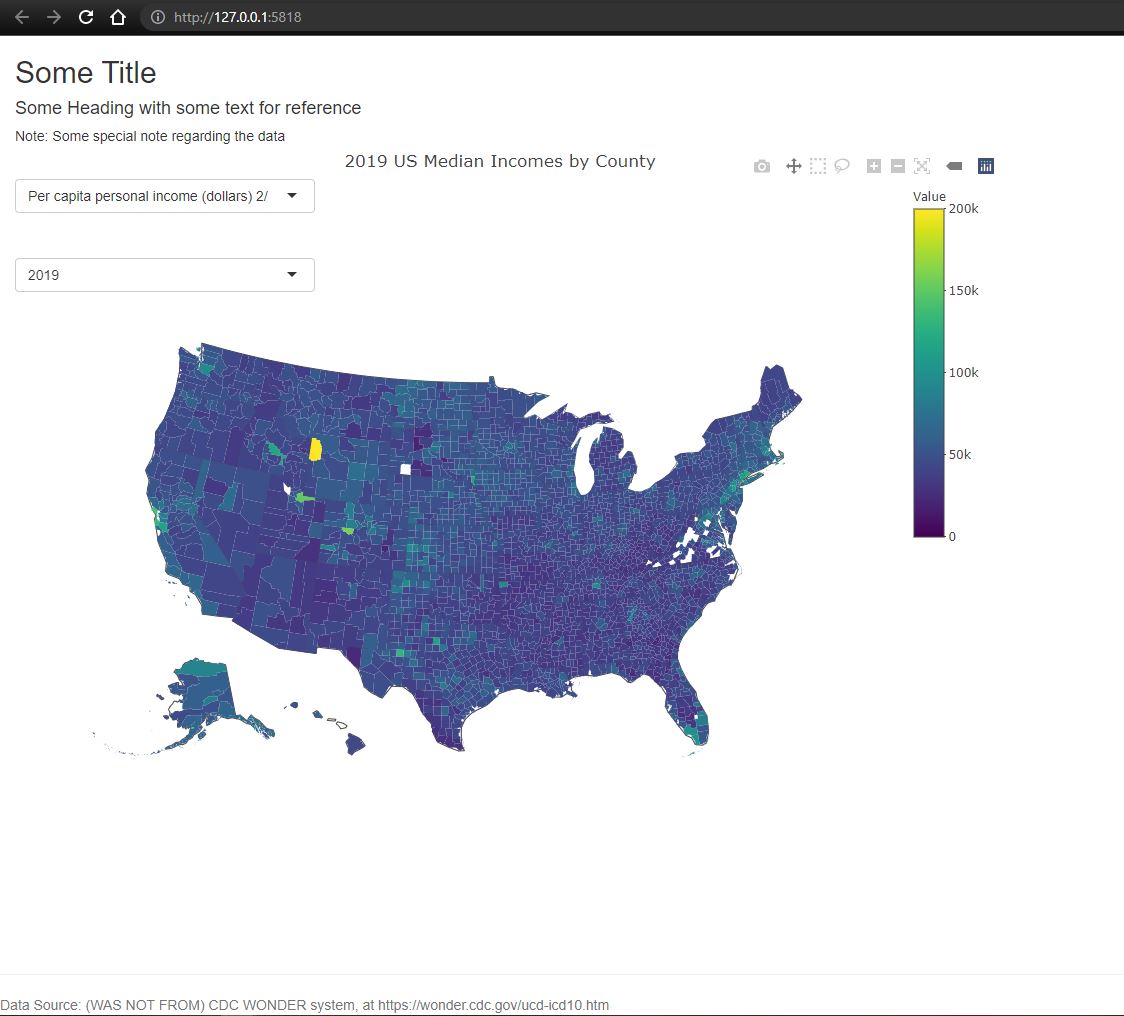 http://127.0.0.1:5818
Some Title
Some Heading with some text for reference
Note: Some special note regarding the data
2019 US Median Incomes by County
Per capita personal income (dollars) 2/
2019
Value
200k
150k
100k
50k
0
Data Source: (WAS NOT FROM) CDC WONDER system, at https://wonder.cdc.gov/ucd-icd10.htm